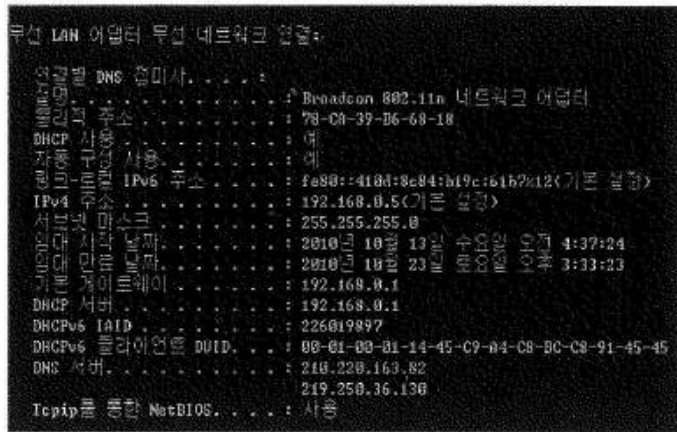 무선 LAN 어댑터 무선 네트워크 연결:
연결별 DNS 접미사. . . . :
설명. . . . . . . . . . . . : Broadcom 802.11n 네트워크 어댑터
물리적 주소 . . . . . . . . : 78-CA-39-B6-68-18
DHCP 사용 . . . . . . . . . : 예
자동 구성 사용. . . . . . . : 예
링크-로컬 IPv6 주소 . . . . : fe80::410d:8e84:b19c:61b7%12(기본 설정)
IPv4 주소 . . . . . . . . . : 192.168.0.5(기본 설정)
서브넷 마스크 . . . . . . . : 255.255.255.0
임대 시작 날짜. . . . . . . : 2010년 10월 13일 수요일 오전 4:37:24
임대 만료 날짜. . . . . . . : 2010년 10월 23일 토요일 오후 3:33:23
기본 게이트웨이 . . . . . . : 192.168.0.1
DHCP 서버 . . . . . . . . . : 192.168.0.1
DHCPv6 IAID . . . . . . . . : 226019897
DHCPv6 클라이언트 DUID. . . : 00-01-00-01-14-45-C9-A4-C8-BC-C8-91-45-45
DNS 서버. . . . . . . . . . : 210.220.163.82
219.250.36.130
Tcpip를 통한 NetBIOS. . . . : 사용